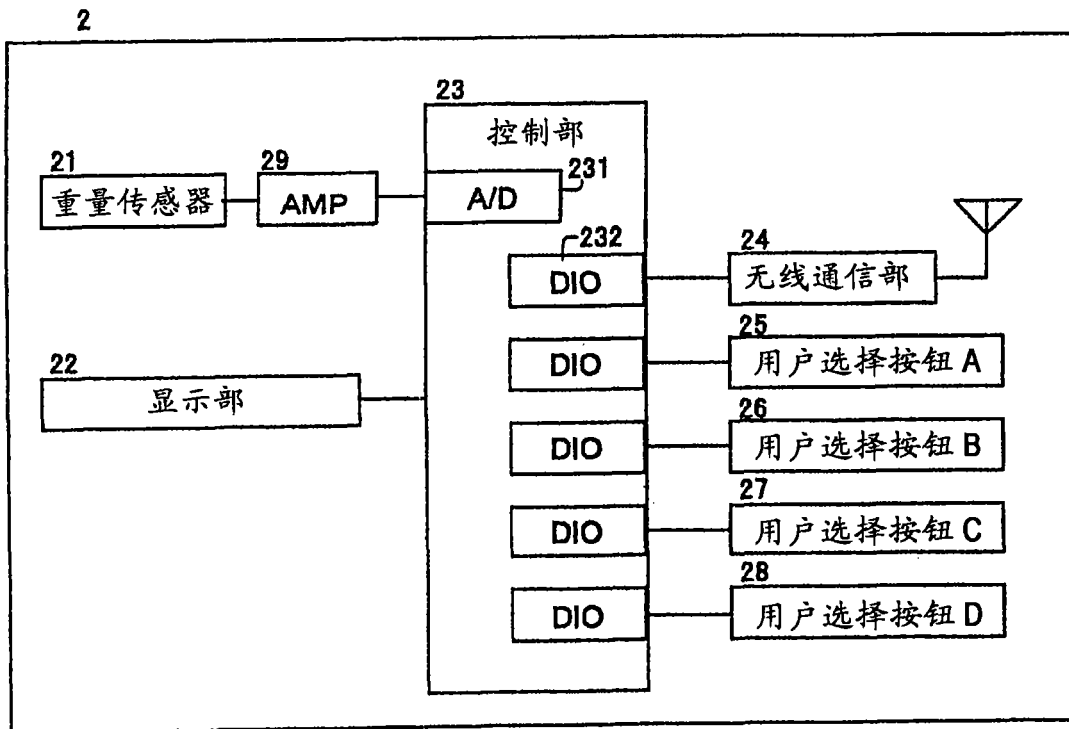 2
23
控制部
21
重量传感器
29
AMP
A/D
231
232
DIO
24
无线通信部
25
DIO
用户选择按钮 A
22
显示部
26
DIO
用户选择按钮 B
27
DIO
用户选择按钮 C
28
DIO
用户选择按钮 D